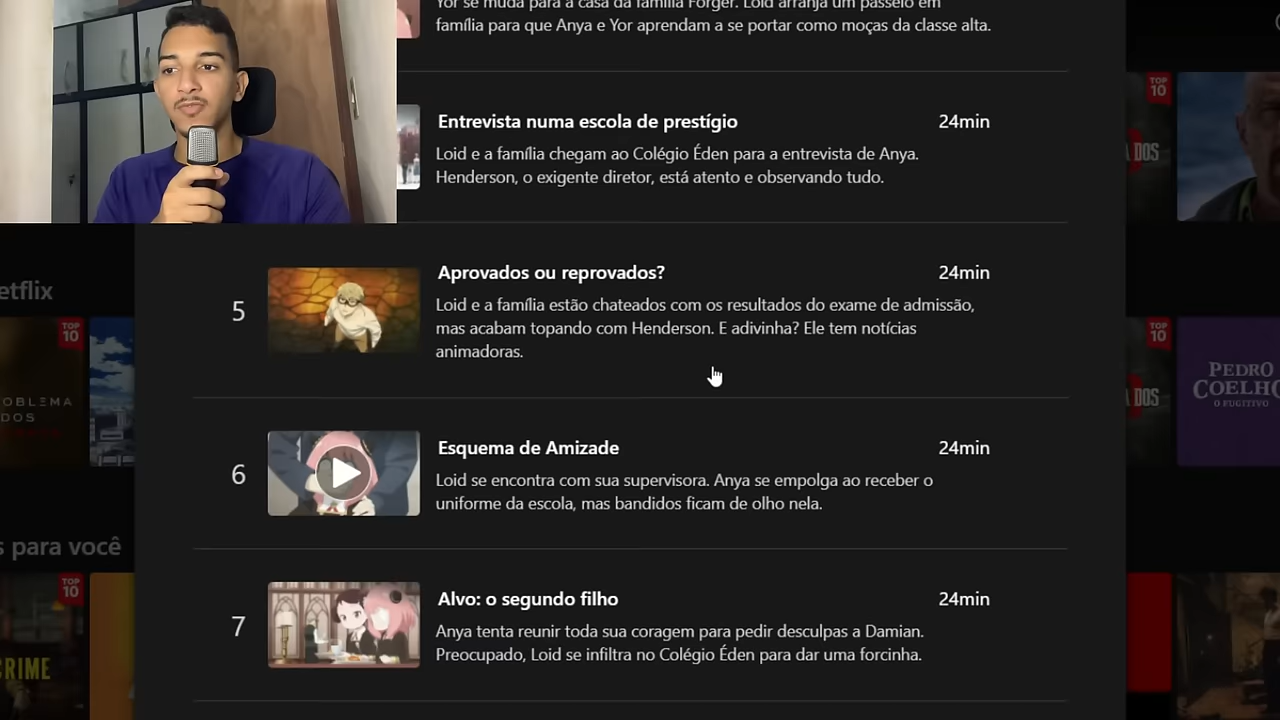 Yor se muda para a casa da família Forger. Loid arranja um passeio em
família para que Anya e Yor aprendam a se portar como moças da classe alta.
TOP
10
Entrevista numa escola de prestígio 24min
Loid e a família chegam ao Colégio Éden para a entrevista de Anya.
Henderson, o exigente diretor, está atento e observando tudo.
A DOS
etflix
5 Aprovados ou reprovados? 24min
Loid e a família estão chateados com os resultados do exame de admissão,
mas acabam topando com Henderson. E adivinha? Ele tem notícias
animadoras.
TOP
10
TOP
10
OBLEMA
DOS
A DOS
PEDRO
COELHO
O FUGITIVO
6 Esquema de Amizade 24min
Loid se encontra com sua supervisora. Anya se empolga ao receber o
uniforme da escola, mas bandidos ficam de olho nela.
s para você
TOP
10
7 Alvo: o segundo filho 24min
Anya tenta reunir toda sua coragem para pedir desculpas a Damian.
Preocupado, Loid se infiltra no Colégio Éden para dar uma forcinha.
CRIME